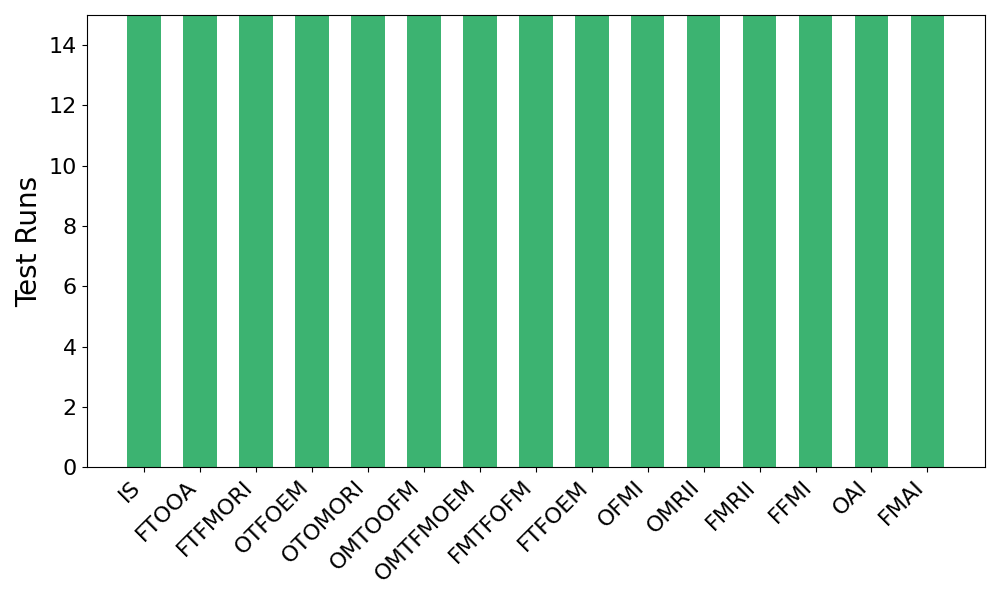 Test Runs
14
12
10
8
6
4
2
0
IS
FTOOA
FTFMORI
OTFOEM
OTOMORI
OMTOOFM
OMTFMOEM
FMTFOFM
FTFOEM
OFMI
OMRII
FMRII
FFMI
OAI
FMAI